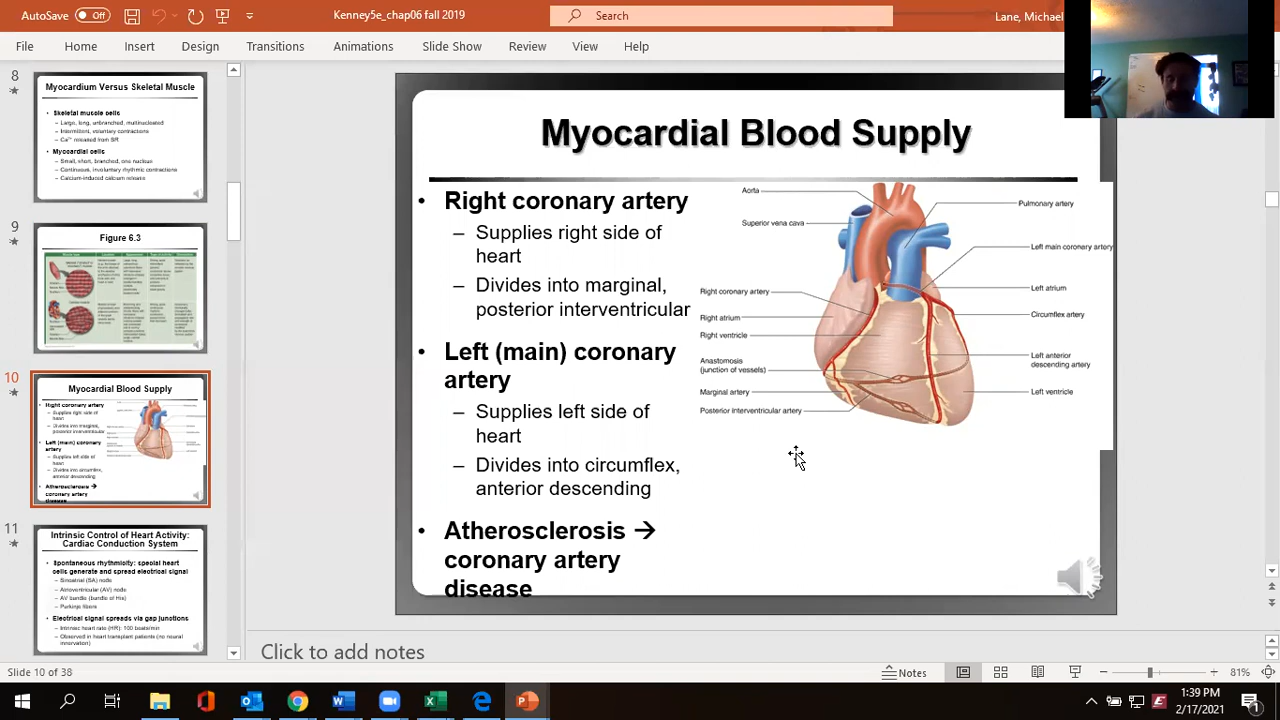 Kenney5e_chap06 fall 2019
Search
Lane, Michael
File Home Insert Design Transitions Animations Slide Show Review View Help
8
Myocardium Versus Skeletal Muscle
• Skeletal muscle cells
– Large, long, unbranched, multinucleated
– Intermittent, voluntary contractions
– Ca2+ released from SR
• Myocardial cells
– Small, short, branched, one nucleus
– Continuous, involuntary rhythmic contractions
– Calcium-induced calcium release
9
Figure 6.3
10
Myocardial Blood Supply
• Right coronary artery
– Supplies right side of
heart
– Divides into marginal,
posterior interventricular
• Left (main) coronary
artery
– Supplies left side of
heart
– Divides into circumflex,
anterior descending
• Atherosclerosis →
coronary artery
disease
11
Intrinsic Control of Heart Activity:
Cardiac Conduction System
• Spontaneous rhythmicity: special heart
cells generate and spread electrical signal
– Sinoatrial (SA) node
– Atrioventricular (AV) node
– AV bundle (bundle of His)
– Purkinje fibers
• Electrical signal spreads via gap junctions
– Intrinsic heart rate (HR): 100 beats/min
– Observed in heart transplant patients (no neural
innervation)
Myocardial Blood Supply
• Right coronary artery
– Supplies right side of
heart
– Divides into marginal,
posterior interventricular
• Left (main) coronary
artery
– Supplies left side of
heart
– Divides into circumflex,
anterior descending
• Atherosclerosis →
coronary artery
disease
Aorta
Superior vena cava
Right coronary artery
Right atrium
Right ventricle
Anastomosis
(junction of vessels)
Marginal artery
Posterior interventricular artery
Pulmonary artery
Left main coronary artery
Left atrium
Circumflex artery
Left anterior
descending artery
Left ventricle
Click to add notes
Slide 10 of 38
Notes
81%
1:39 PM
2/17/2021